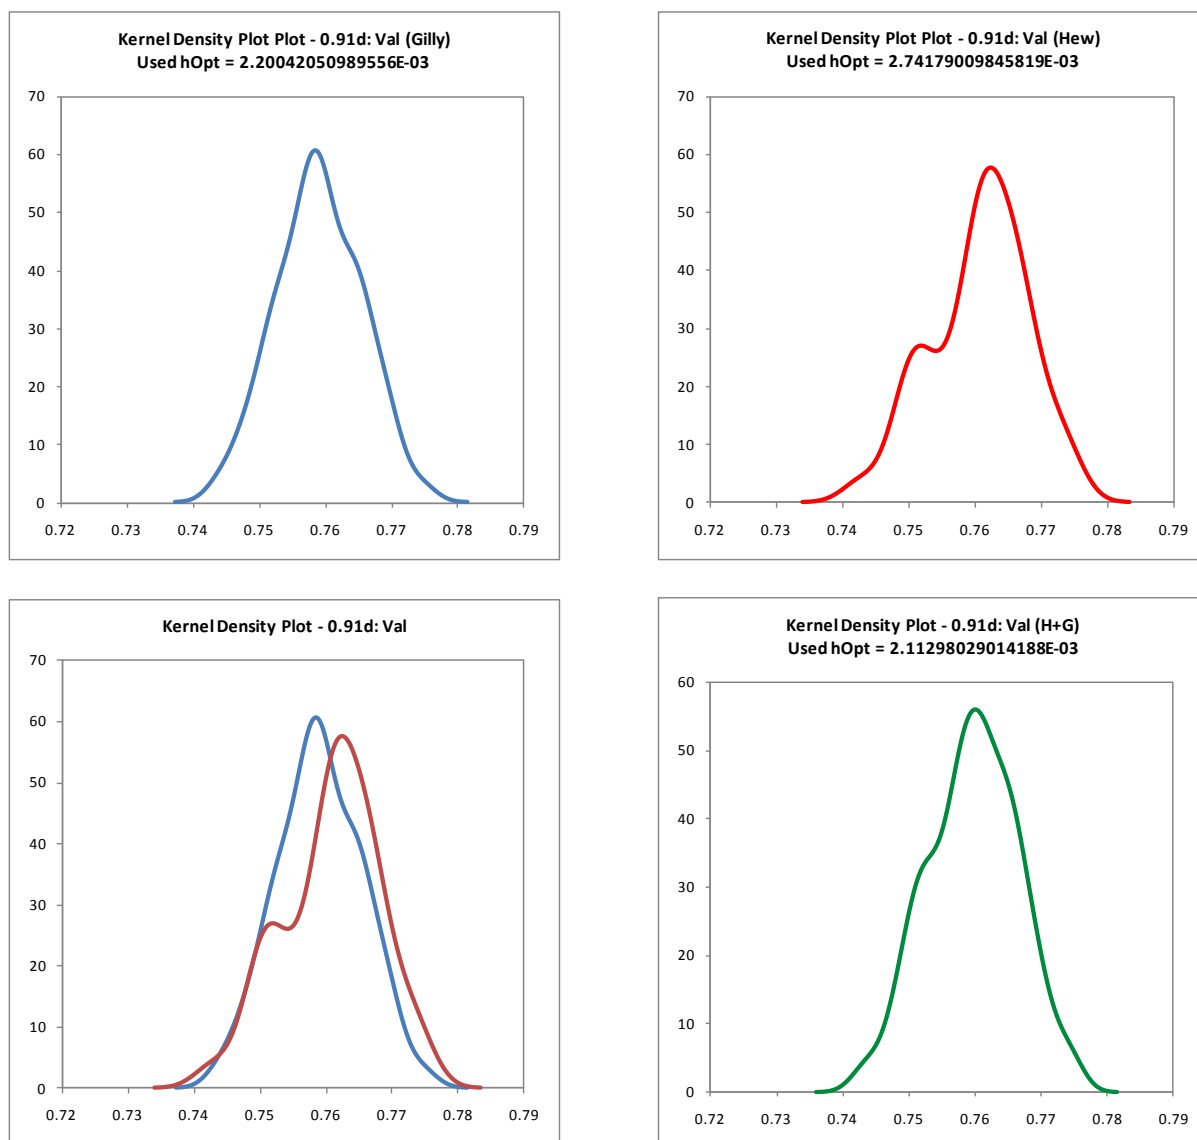 Kernel Density Plot Plot - 0.91d: Val (Gilly)
Used hOpt = 2.20042050989556E-03
70
60
50
40
30
20
10
0
0.72 0.73 0.74 0.75 0.76 0.77 0.78 0.79
Kernel Density Plot Plot - 0.91d: Val (Hew)
Used hOpt = 2.74179009845819E-03
70
60
50
40
30
20
10
0
0.72 0.73 0.74 0.75 0.76 0.77 0.78 0.79
Kernel Density Plot - 0.91d: Val
70
60
50
40
30
20
10
0
0.72 0.73 0.74 0.75 0.76 0.77 0.78 0.79
Kernel Density Plot - 0.91d: Val (H+G)
Used hOpt = 2.11298029014188E-03
60
50
40
30
20
10
0
0.72 0.73 0.74 0.75 0.76 0.77 0.78 0.79